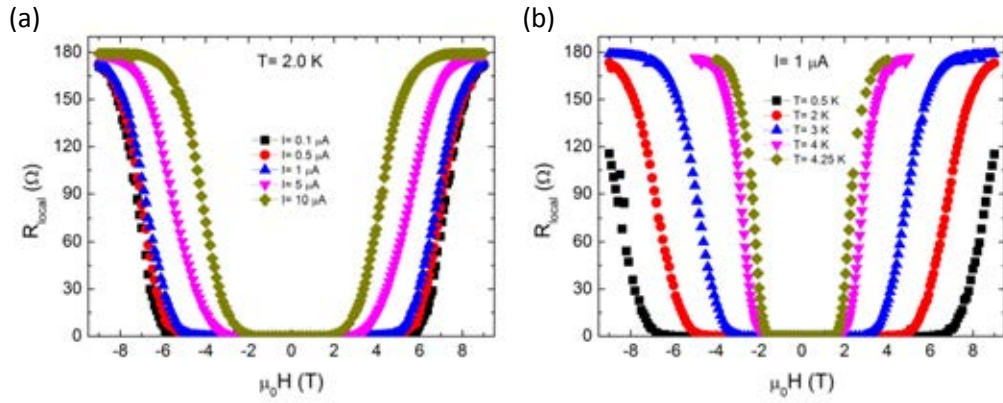 (a)
(b)
180
150
120
90
60
30
0
R_local (Ω)
T= 2.0 K
I= 0.1 μA
I= 0.5 μA
I= 1 μA
I= 5 μA
I= 10 μA
-8 -6 -4 -2 0 2 4 6 8
μ₀H (T)
180
150
120
90
60
30
0
R_local (Ω)
I= 1 μA
T= 0.5 K
T= 2 K
T= 3 K
T= 4 K
T= 4.25 K
-8 -6 -4 -2 0 2 4 6 8
μ₀H (T)